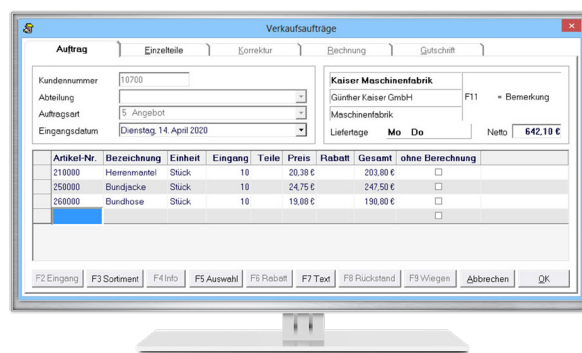 Verkaufsaufträge
Auftrag Einzelteile Korrektur Rechnung Gutschrift
Kundennummer 10700
Abteilung
Auftragsart 5 Angebot
Eingangsdatum Dienstag, 14. April 2020
Kaiser Maschinenfabrik
Günther Kaiser GmbH F11 = Bemerkung
Maschinenfabrik
Liefertage Mo Do Netto 642,10 €
Artikel-Nr. Bezeichnung Einheit Eingang Teile Preis Rabatt Gesamt ohne Berechnung
210000 Herrenmantel Stück 10 20,38 € 203,80 €
250000 Bundjacke Stück 10 24,75 € 247,50 €
260000 Bundhose Stück 10 19,08 € 190,80 €
F2 Eingang F3 Sortiment F4 Info F5 Auswahl F6 Rabatt F7 Text F8 Rückstand F9 Wiegen Abbrechen OK